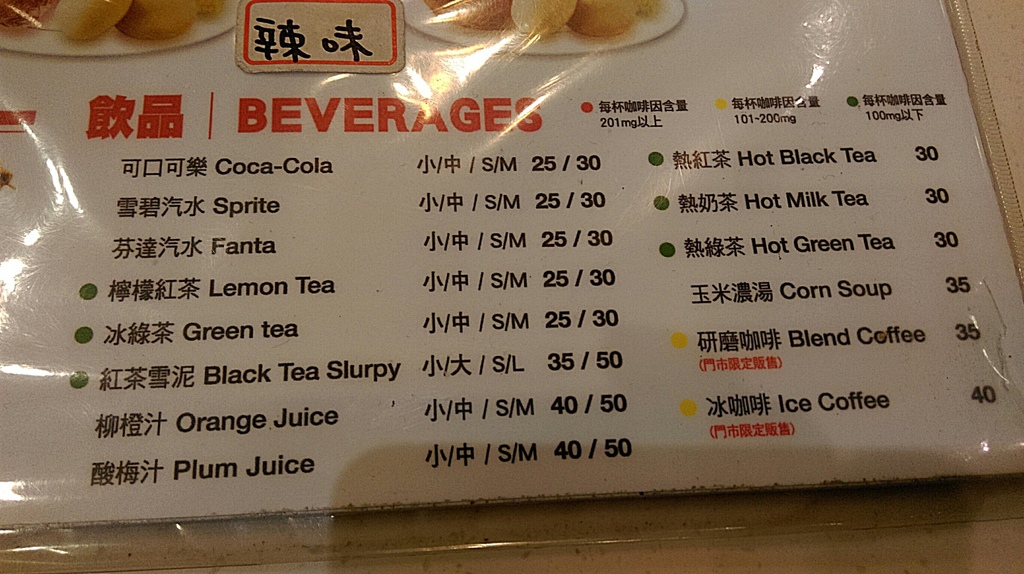 辣味
飲品 | BEVERAGES
● 每杯咖啡因含量 201mg以上
● 每杯咖啡因含量 101~200mg
● 每杯咖啡因含量 100mg以下
可口可樂 Coca-Cola 小/中 / S/M 25 / 30
雪碧汽水 Sprite 小/中 / S/M 25 / 30
芬達汽水 Fanta 小/中 / S/M 25 / 30
● 檸檬紅茶 Lemon Tea 小/中 / S/M 25 / 30
● 冰綠茶 Green tea 小/中 / S/M 25 / 30
● 紅茶雪泥 Black Tea Slurpy 小/大 / S/L 35 / 50
柳橙汁 Orange Juice 小/中 / S/M 40 / 50
酸梅汁 Plum Juice 小/中 / S/M 40 / 50
● 熱紅茶 Hot Black Tea 30
● 熱奶茶 Hot Milk Tea 30
● 熱綠茶 Hot Green Tea 30
玉米濃湯 Corn Soup 35
● 研磨咖啡 Blend Coffee 35
(門市限定販售)
● 冰咖啡 Ice Coffee 40
(門市限定販售)